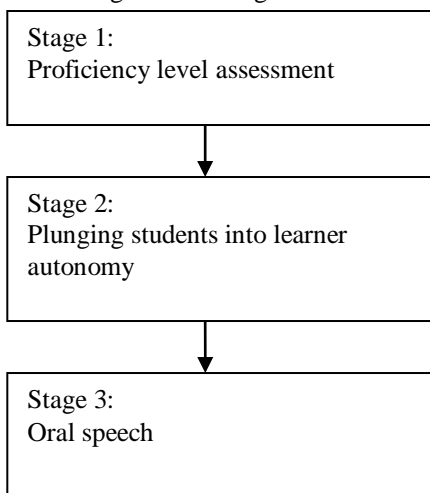 Stage 1:
Proficiency level assessment
Stage 2:
Plunging students into learner
autonomy
Stage 3:
Oral speech